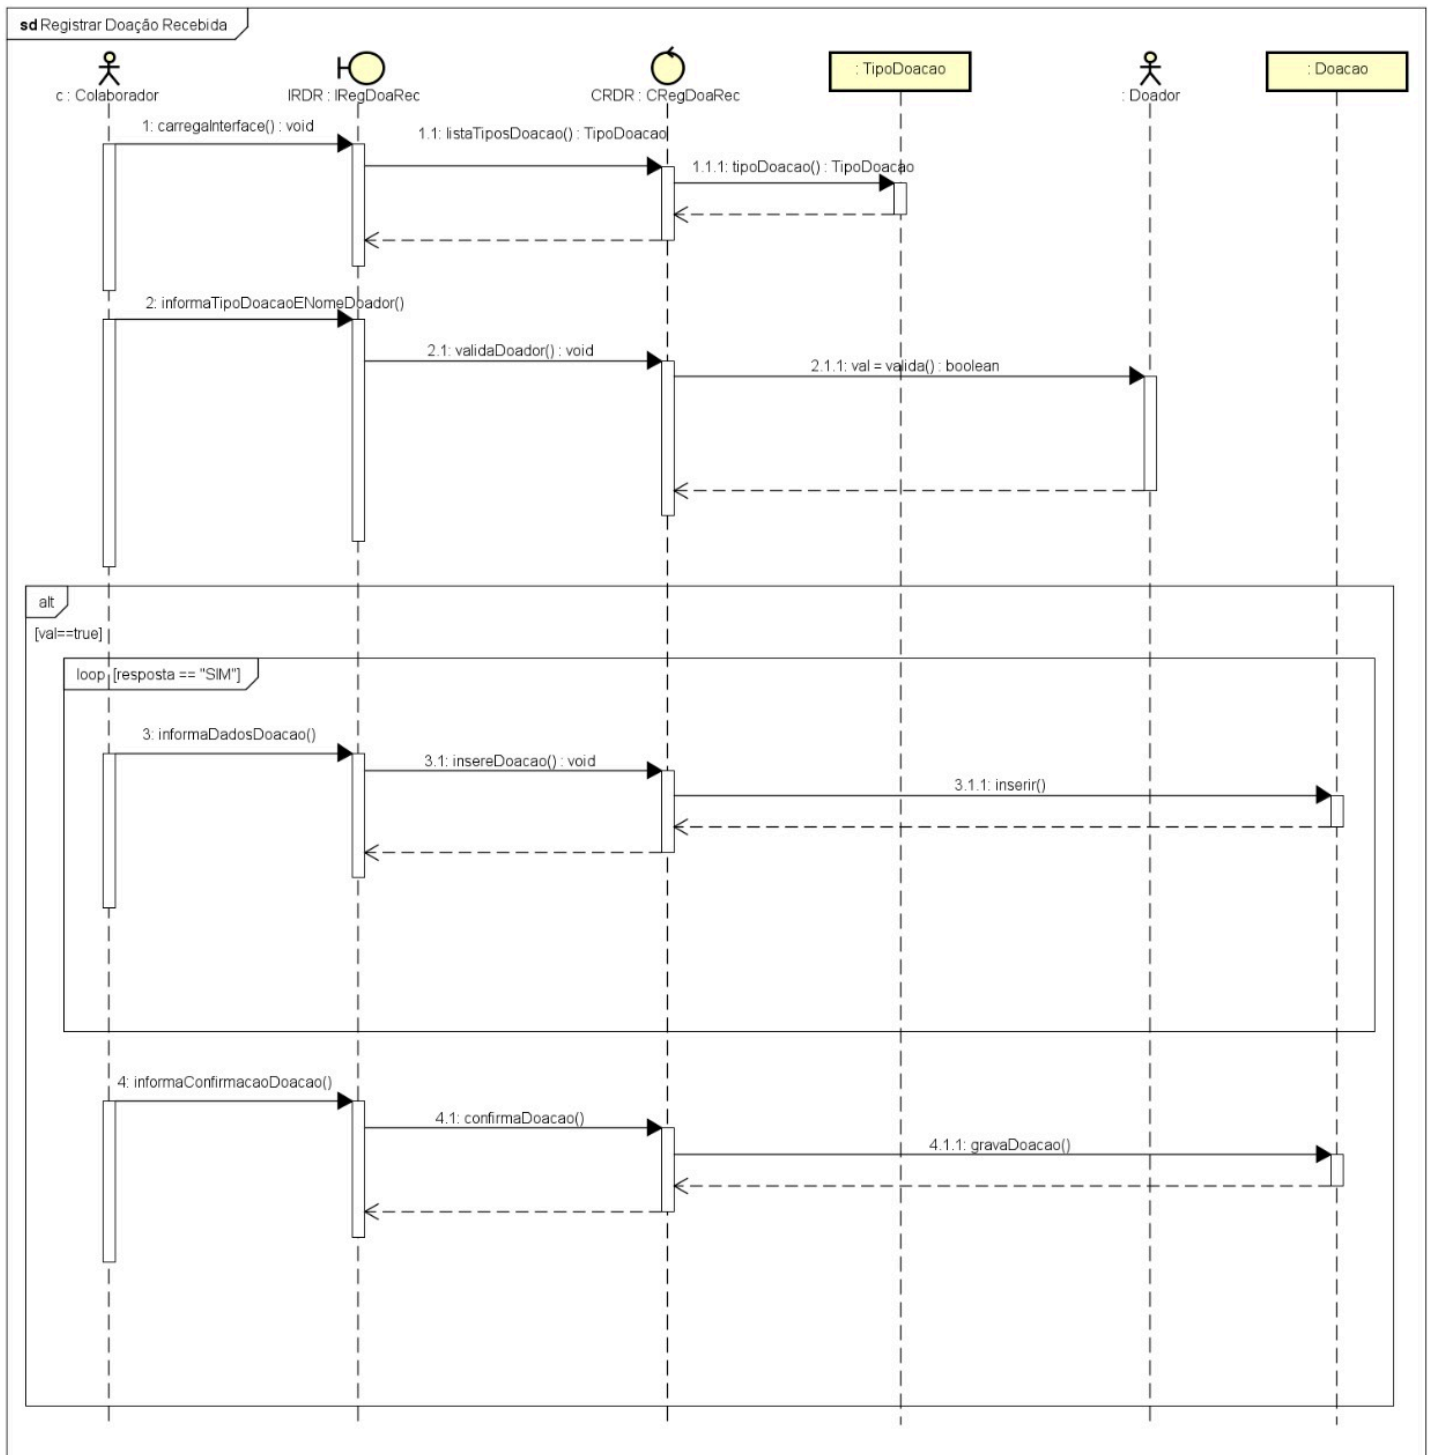 sd Registrar Doação Recebida
c : Colaborador
IRDR : IRegDoaRec
CRDR : CRegDoaRec
: TipoDoacao
: Doador
: Doacao
1: carregaInterface() : void
1.1: listaTiposDoacao() : TipoDoacao
1.1.1: tipoDoacao() : TipoDoacao
2: informaTipoDoacaoENomeDoador()
2.1: validaDoador() : void
2.1.1: val = valida() : boolean
alt
[val==true]
loop [resposta == "SIM"]
3: informaDadosDoacao()
3.1: insereDoacao() : void
3.1.1: inserir()
4: informaConfirmacaoDoacao()
4.1: confirmaDoacao()
4.1.1: gravaDoacao()